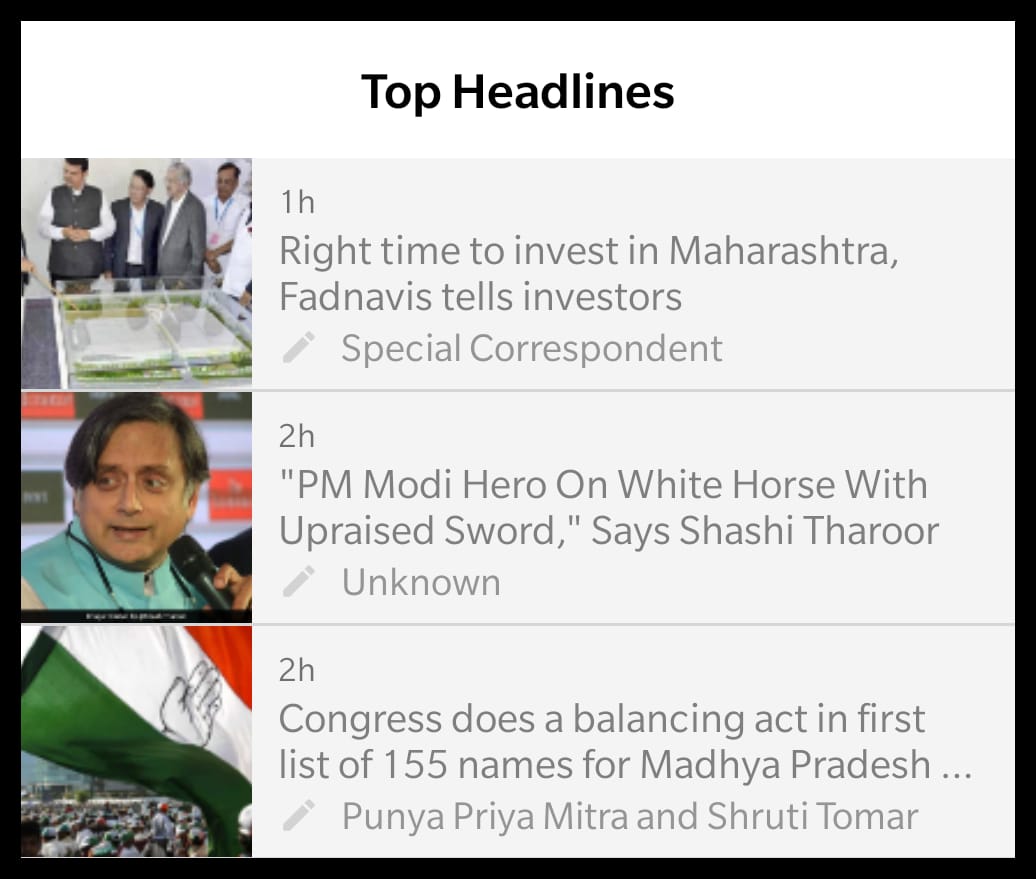 Top Headlines
1h
Right time to invest in Maharashtra,
Fadnavis tells investors
Special Correspondent
2h
"PM Modi Hero On White Horse With
Upraised Sword," Says Shashi Tharoor
Unknown
2h
Congress does a balancing act in first
list of 155 names for Madhya Pradesh ...
Punya Priya Mitra and Shruti Tomar